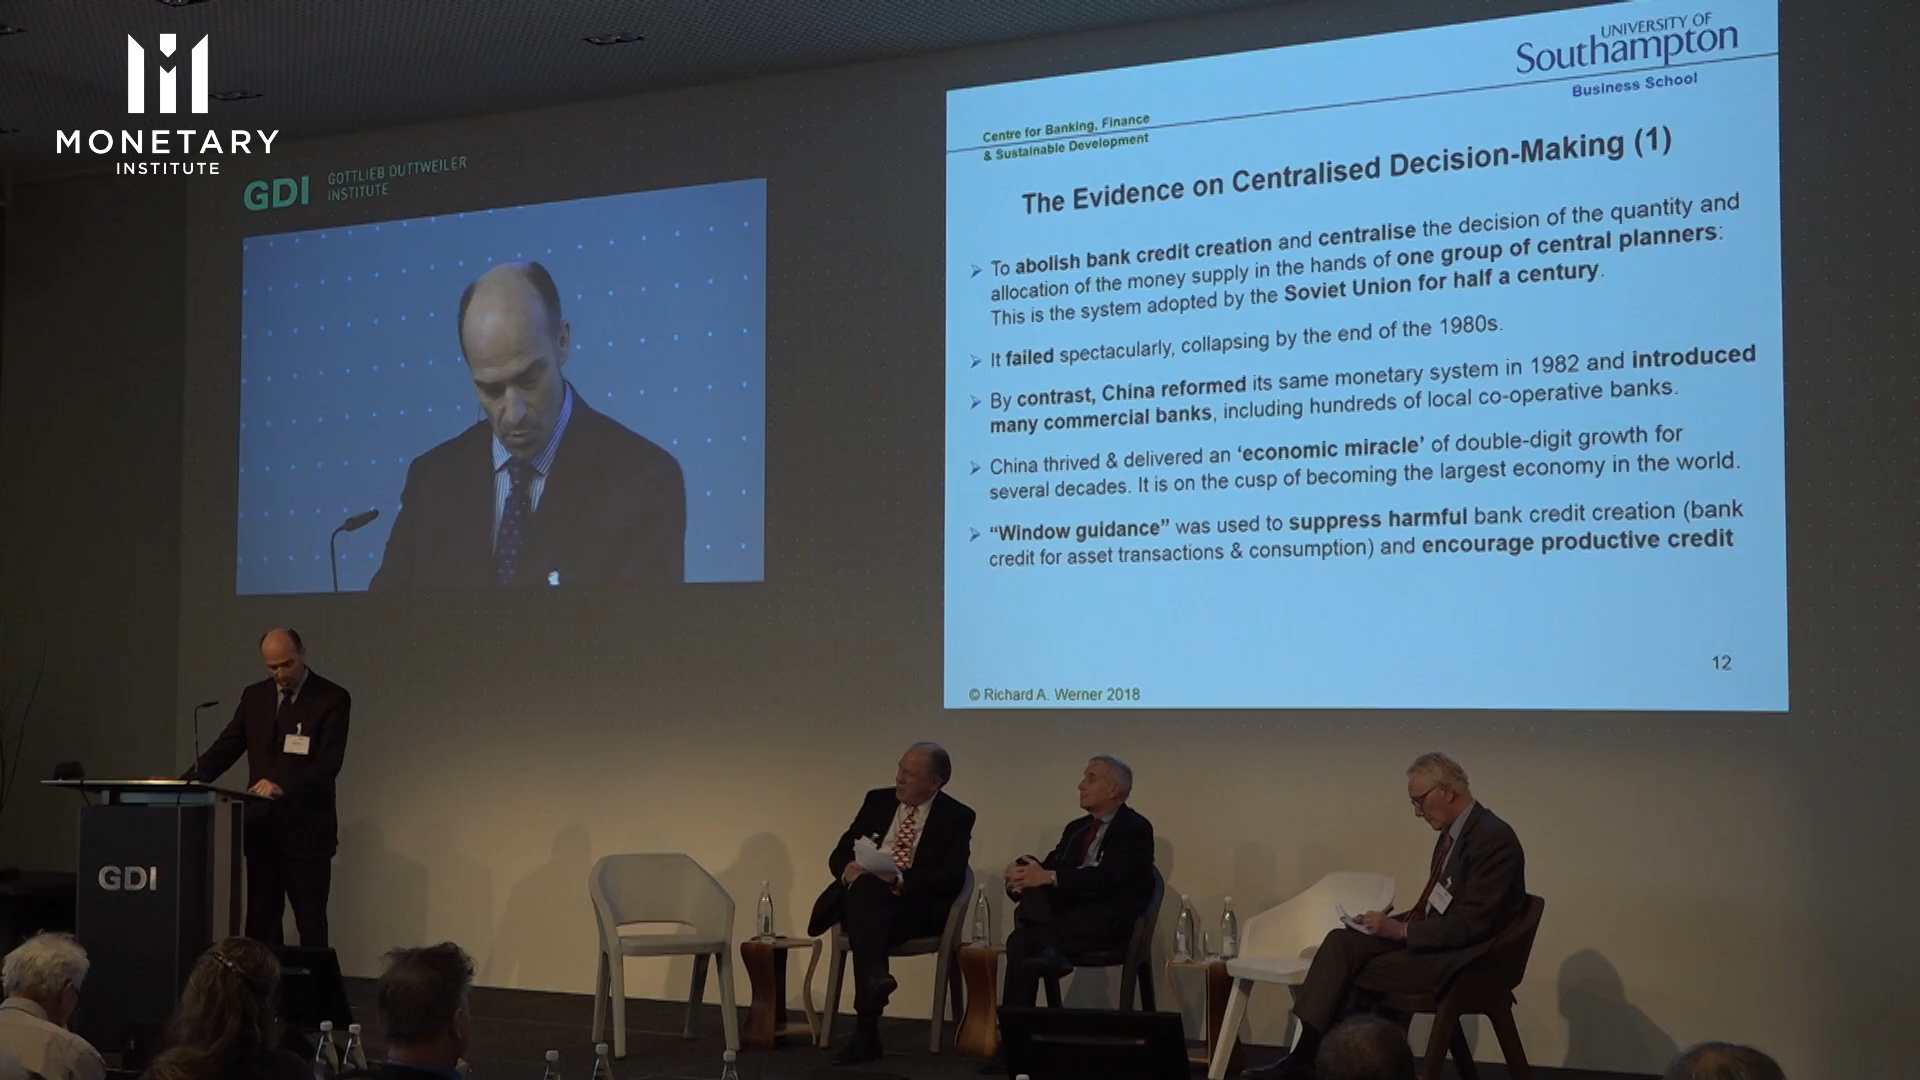 MONETARY
INSTITUTE
GDI
GOTTLIEB DUTTWEILER
INSTITUTE
UNIVERSITY OF
Southampton
Business School
Centre for Banking, Finance
& Sustainable Development
The Evidence on Centralised Decision-Making (1)
➢ To abolish bank credit creation and centralise the decision of the quantity and
allocation of the money supply in the hands of one group of central planners:
This is the system adopted by the Soviet Union for half a century.
➢ It failed spectacularly, collapsing by the end of the 1980s.
➢ By contrast, China reformed its same monetary system in 1982 and introduced
many commercial banks, including hundreds of local co-operative banks.
➢ China thrived & delivered an ‘economic miracle’ of double-digit growth for
several decades. It is on the cusp of becoming the largest economy in the world.
➢ “Window guidance” was used to suppress harmful bank credit creation (bank
credit for asset transactions & consumption) and encourage productive credit
12
© Richard A. Werner 2018
GDI